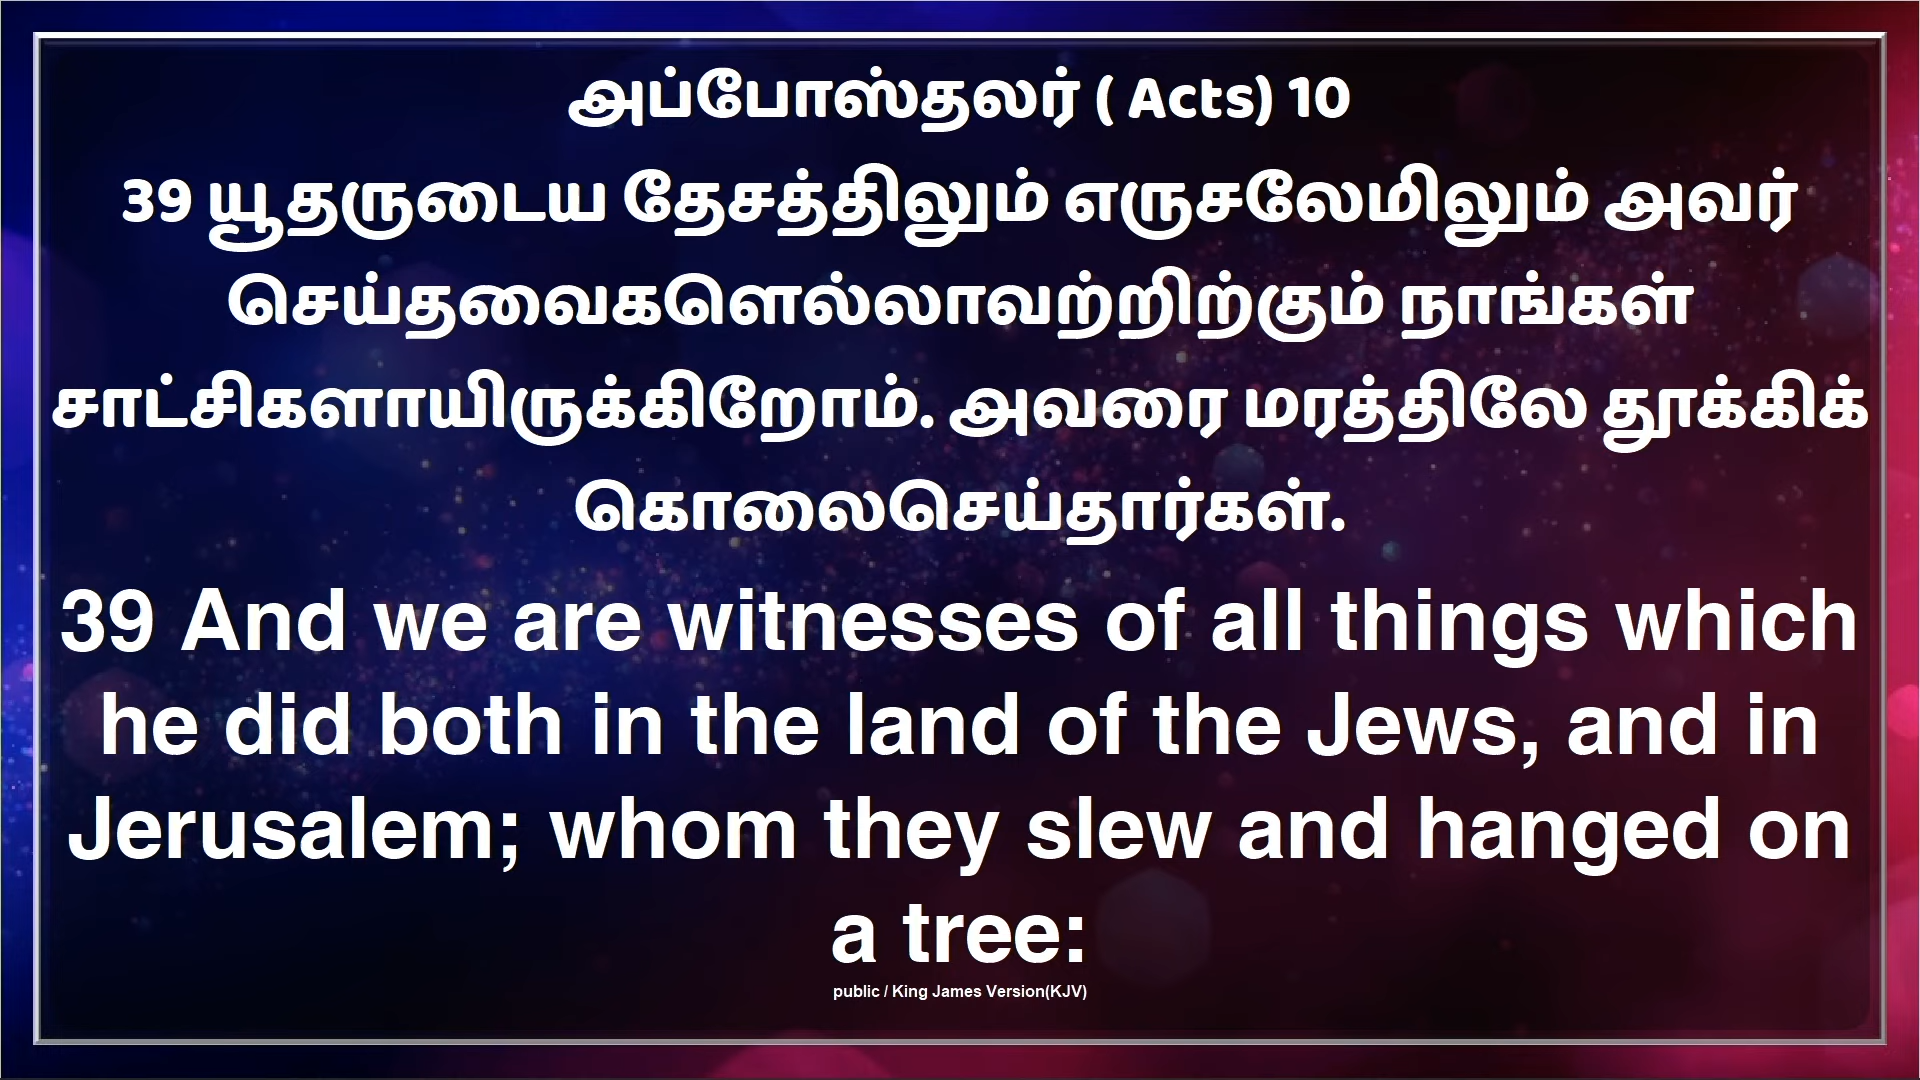 அப்போஸ்தலர் ( Acts) 10
39 யூதருடைய தேசத்திலும் எருசலேமிலும் அவர்
செய்தவைகளெல்லாவற்றிற்கும் நாங்கள்
சாட்சிகளாயிருக்கிறோம். அவரை மரத்திலே தூக்கிக்
கொலைசெய்தார்கள்.
39 And we are witnesses of all things which
he did both in the land of the Jews, and in
Jerusalem; whom they slew and hanged on
a tree:
public / King James Version(KJV)